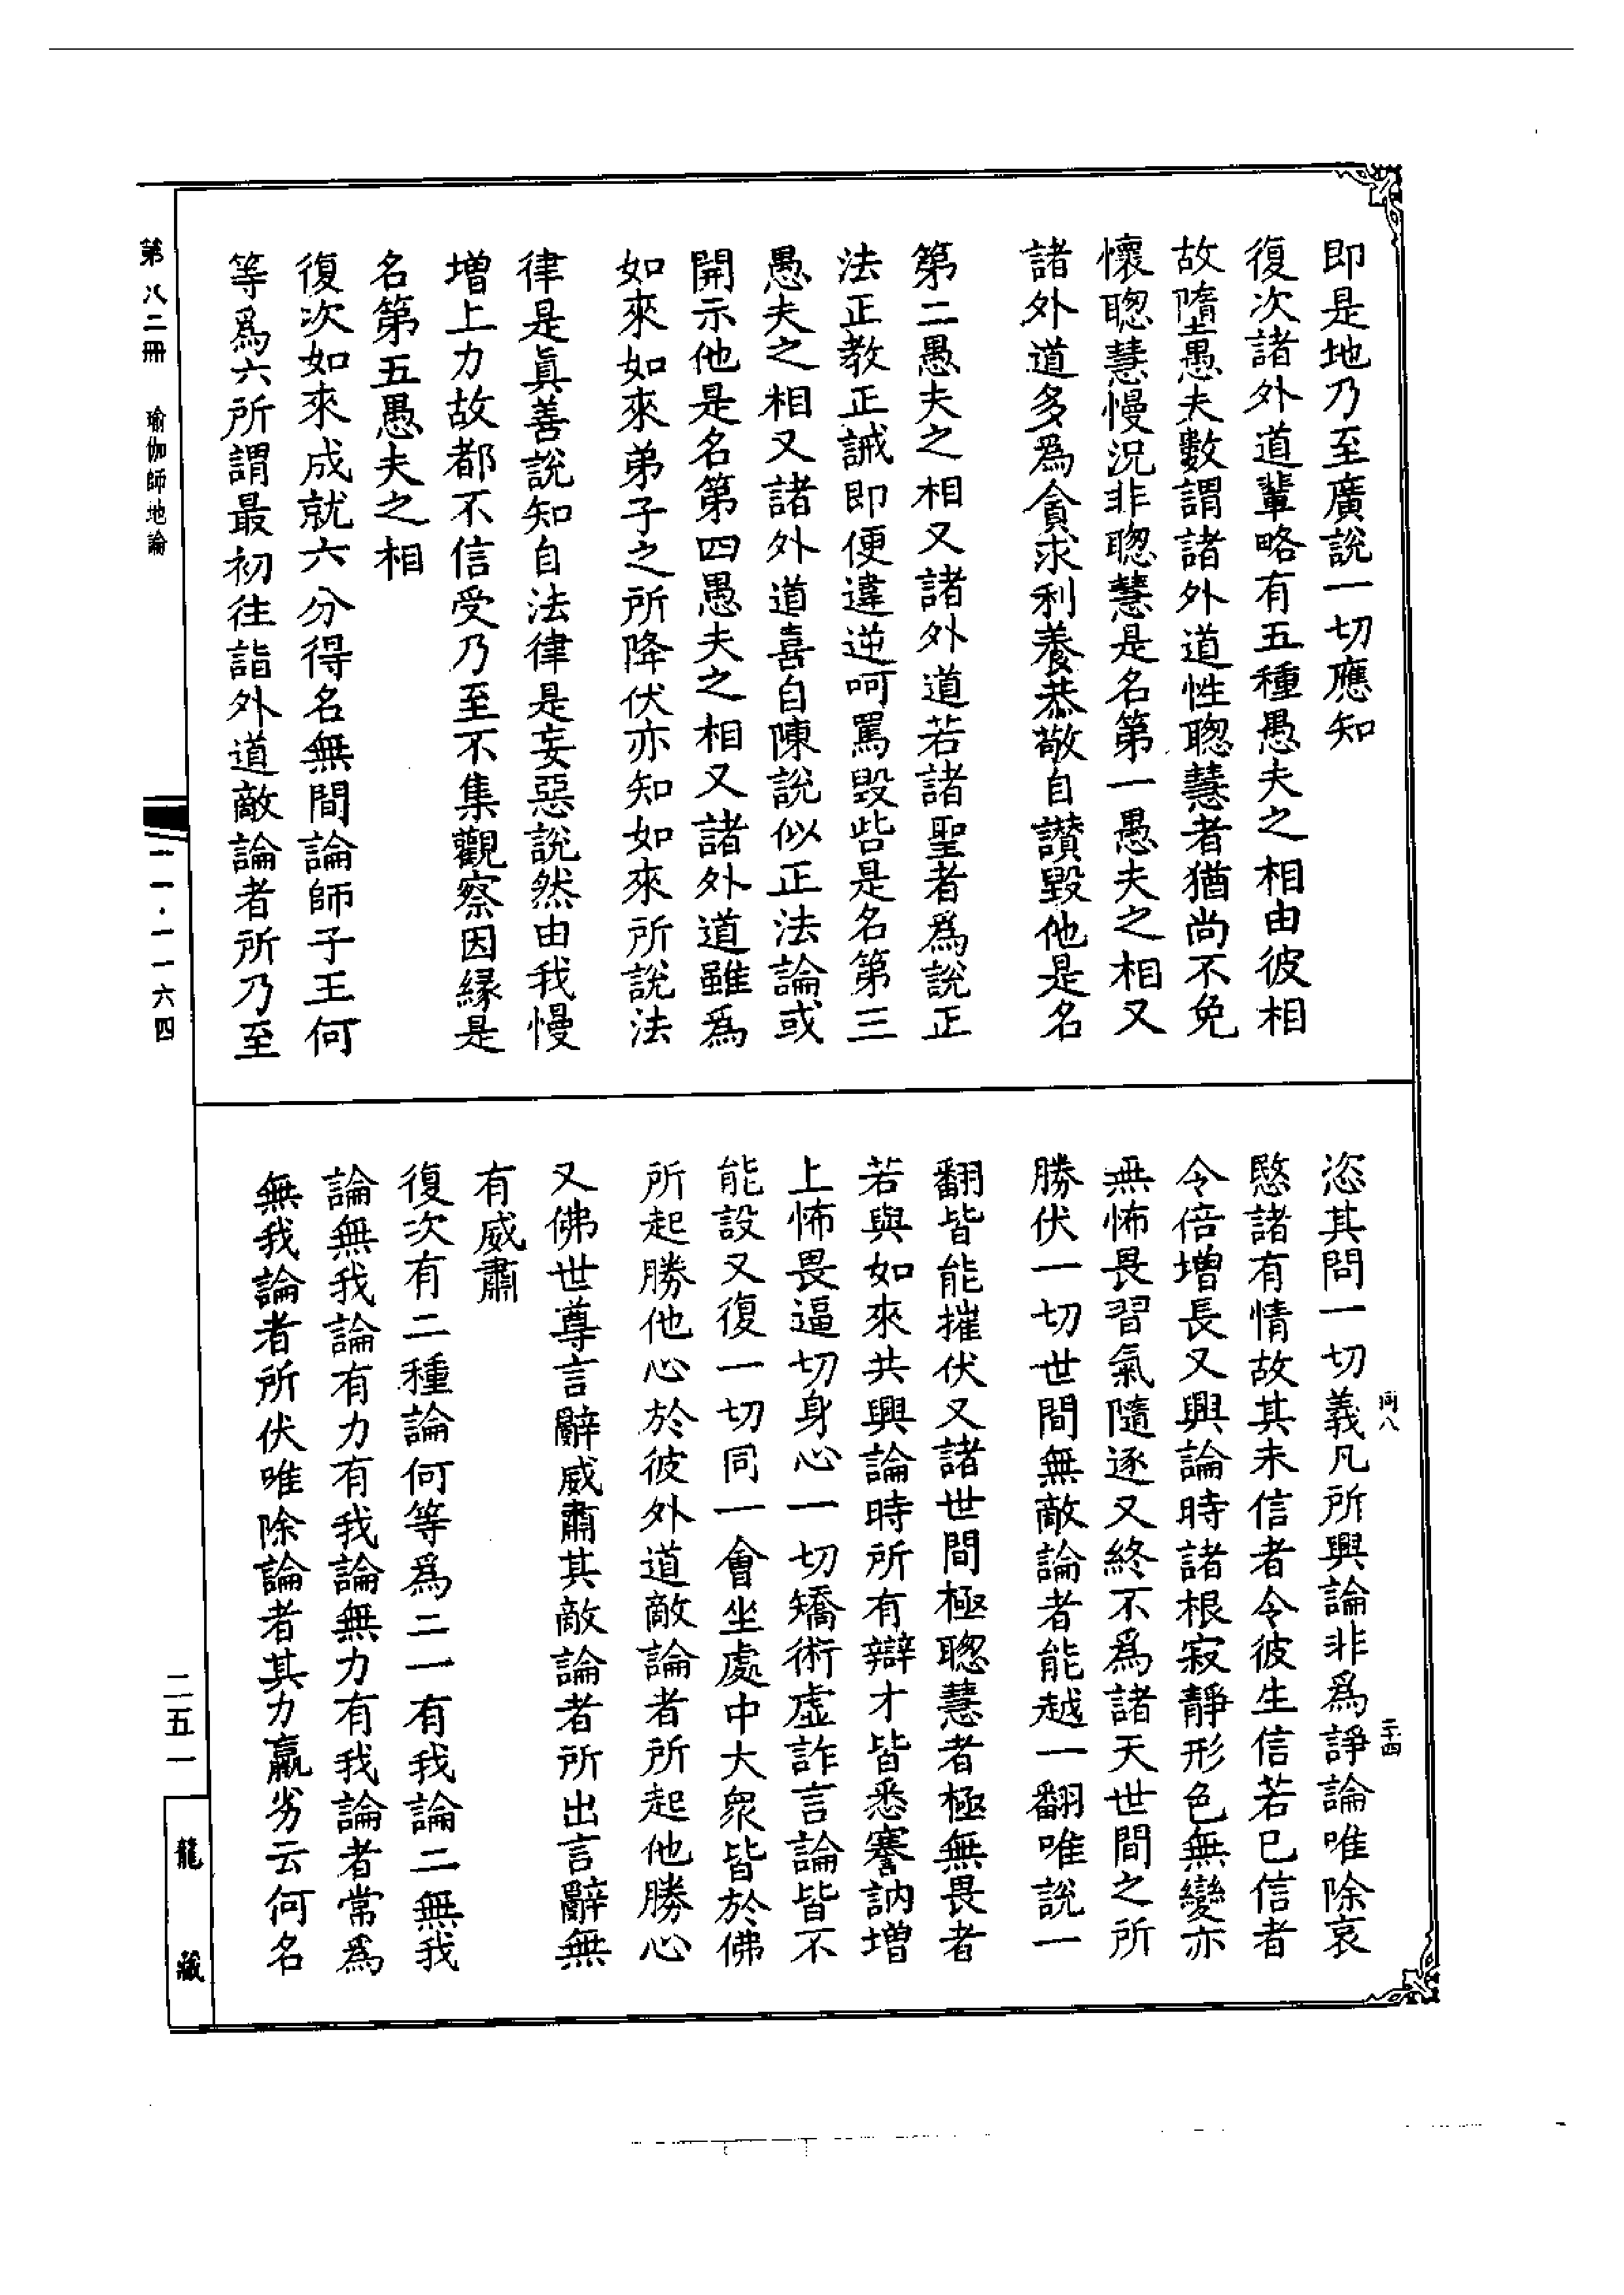 即是地乃至廣說一切應知
復次諸外道輩略有五種愚夫之相由彼相
故隨愚夫數謂諸外道性聰慧者猶尚不免
懷聰慧慢況非聰慧是名第一愚夫之相又
諸外道多爲貪求利養恭敬自讚毀他是名
第二愚夫之相又諸外道若諸聖者爲說正
法正教正誡即便違逆呵罵毀呰是名第三
愚夫之相又諸外道喜自陳說似正法論或
開示他是名第四愚夫之相又諸外道雖爲
如來如來弟子之所降伏亦知如來所說法
律是眞善說知自法律是妄惡說然由我慢
增上力故都不信受乃至不集觀察因緣是
名第五愚夫之相
復次如來成就六分得名無間論師子王何
等爲六所謂最初往詣外道敵論者所乃至
恣其問一切義凡所興論非爲諍論唯除哀
愍諸有情故其未信者令彼生信若已信者
令倍增長又興論時諸根寂靜形色無變亦
無怖畏習氣隨逐又終不爲諸天世間之所
勝伏一切世間無敵論者能越一翻唯說一
翻皆能摧伏又諸世間極聰慧者極無畏者
若與如來共興論時所有辯才皆悉謇訥增
上怖畏逼切身心一切矯術虛詐言論皆不
能設又復一切同一會坐處中大衆皆於佛
所起勝他心於彼外道敵論者所起他勝心
又佛世尊言辭威肅其敵論者所出言辭無
有威肅
復次有二種論何等爲二一有我論二無我
論無我論有力有我論無力有我論者常爲
無我論者所伏唯除論者其力羸劣云何名
第八二冊 瑜伽師地論
一一·一一六四
二五一
龍藏
二十四